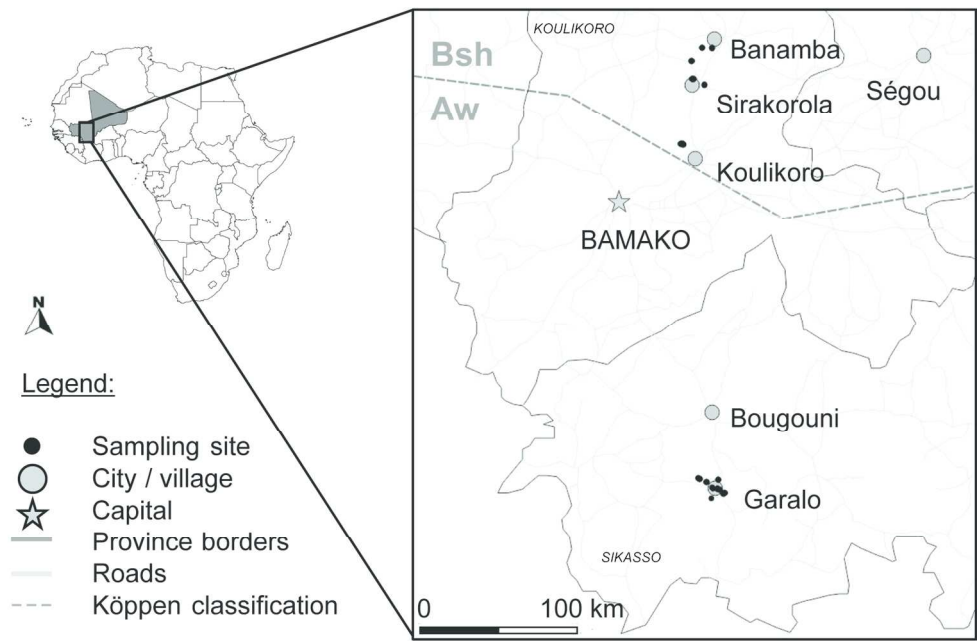 KOULIKORO
Bsh
Aw
Banamba
Ségou
Sirakorola
Koulikoro
BAMAKO
Bougouni
Garalo
SIKASSO
0 100 km
N
Legend:
Sampling site
City / village
Capital
Province borders
Roads
Köppen classification